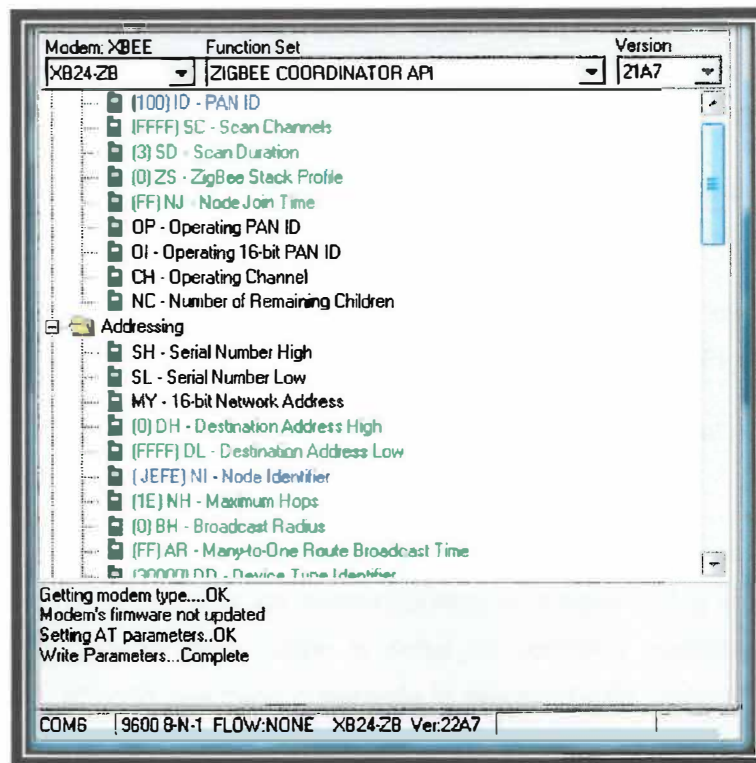 Modem: XBEE Function Set Version
XB24-ZB ZIGBEE COORDINATOR API 21A7
(100) ID - PAN ID
(FFFF) SC - Scan Channels
(3) SD - Scan Duration
(0) ZS - ZigBee Stack Profile
(FF) NJ - Node Join Time
OP - Operating PAN ID
OI - Operating 16-bit PAN ID
CH - Operating Channel
NC - Number of Remaining Children
Addressing
SH - Serial Number High
SL - Serial Number Low
MY - 16-bit Network Address
(0) DH - Destination Address High
(FFFF) DL - Destination Address Low
( JEFE) NI - Node Identifier
(1E) NH - Maximum Hops
(0) BH - Broadcast Radius
(FF) AR - Many-to-One Route Broadcast Time
(30000) DD - Device Type Identifier
Getting modem type....OK
Modem's firmware not updated
Setting AT parameters..OK
Write Parameters...Complete
COM6 9600 8-N-1 FLOW:NONE XB24-ZB Ver:22A7